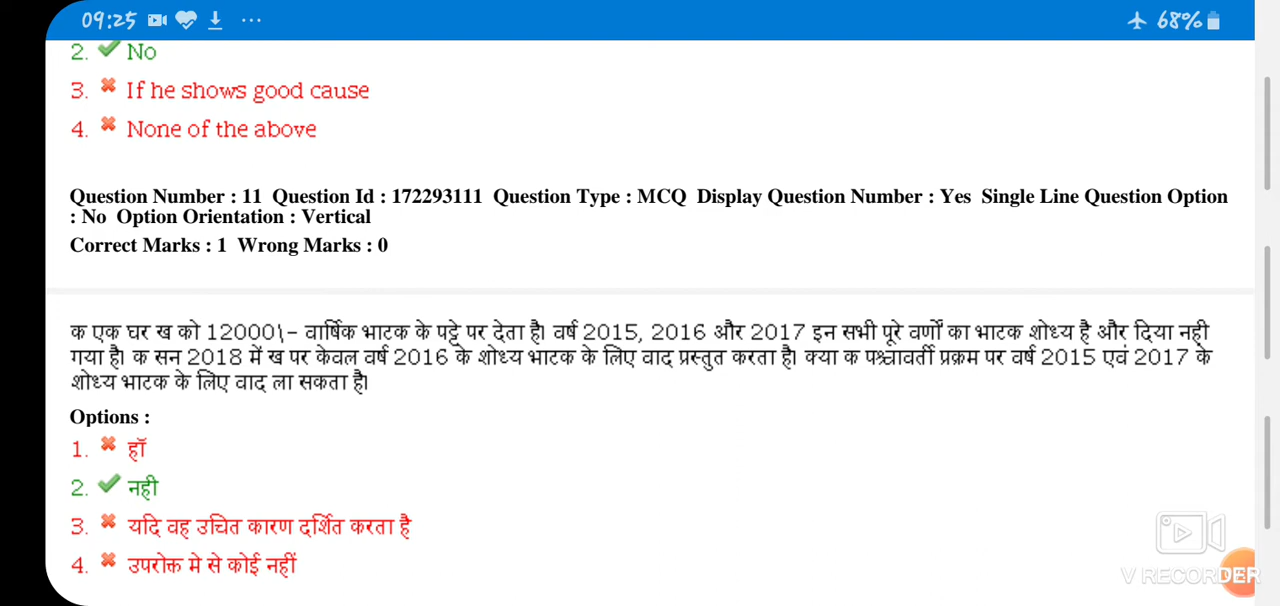 09:25 ... 68%
2. No
3. If he shows good cause
4. None of the above
Question Number : 11 Question Id : 172293111 Question Type : MCQ Display Question Number : Yes Single Line Question Option
: No Option Orientation : Vertical
Correct Marks : 1 Wrong Marks : 0
क एक घर ख को 12000\- वार्षिक भाटक के पट्टे पर देता है। वर्ष 2015, 2016 और 2017 इन सभी पूरे वर्णो का भाटक शोध्य है और दिया नही
गया है। क सन 2018 में ख पर केवल वर्ष 2016 के शोध्य भाटक के लिए वाद प्रस्तुत करता है। क्या क पश्चावर्ती प्रक्रम पर वर्ष 2015 एवं 2017 के
शोध्य भाटक के लिए वाद ला सकता है।
Options :
1. हॉ
2. नही
3. यदि वह उचित कारण दर्शित करता है
4. उपरोक्त मे से कोई नहीं
V RECORDER